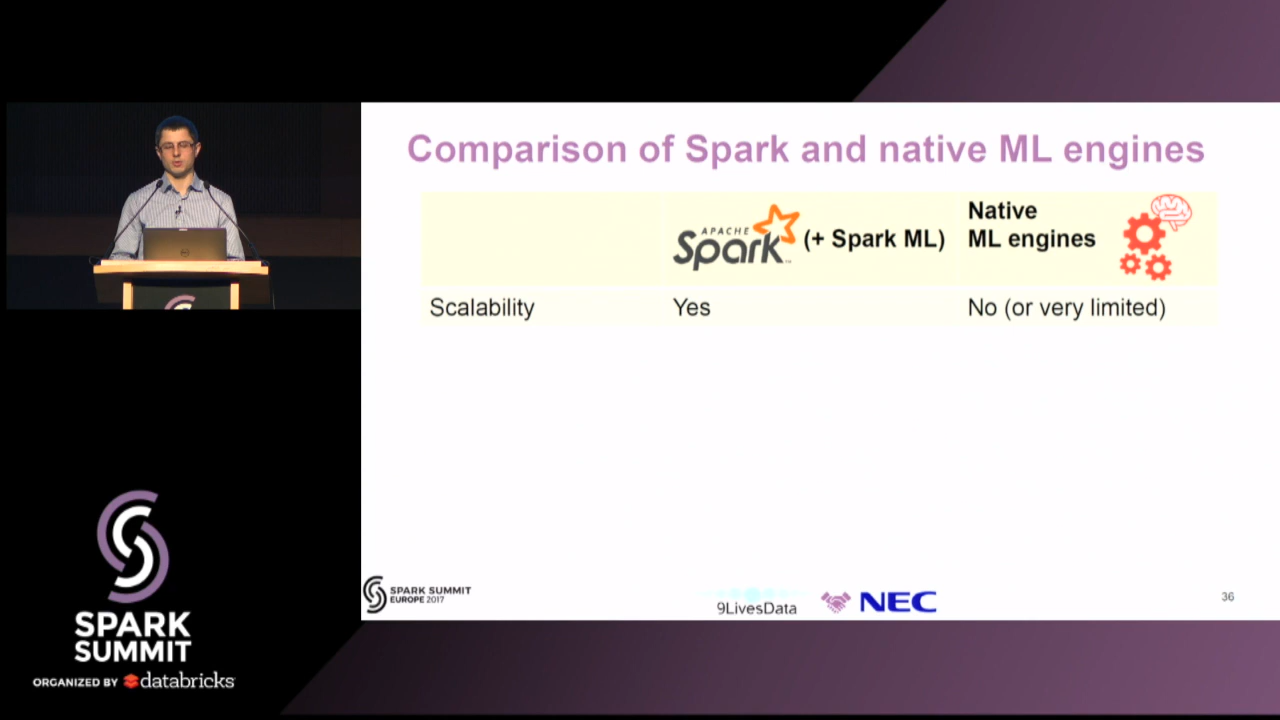 Comparison of Spark and native ML engines
APACHE
Spark™ (+ Spark ML)
Native
ML engines
Scalability Yes No (or very limited)
SPARK SUMMIT
EUROPE 2017
9LivesData
NEC
36
SPARK
SUMMIT
ORGANIZED BY databricks